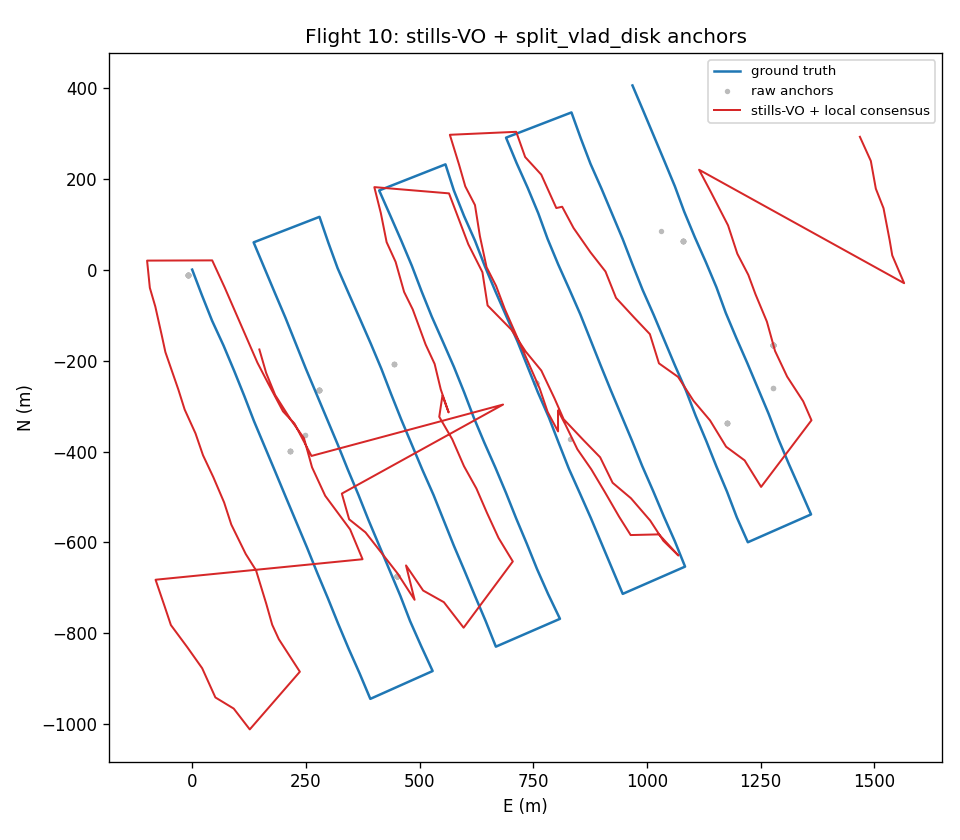 Flight 10: stills-VO + split_vlad_disk anchors
ground truth
raw anchors
stills-VO + local consensus
400
200
0
−200
−400
−600
−800
−1000
N (m)
0 250 500 750 1000 1250 1500
E (m)